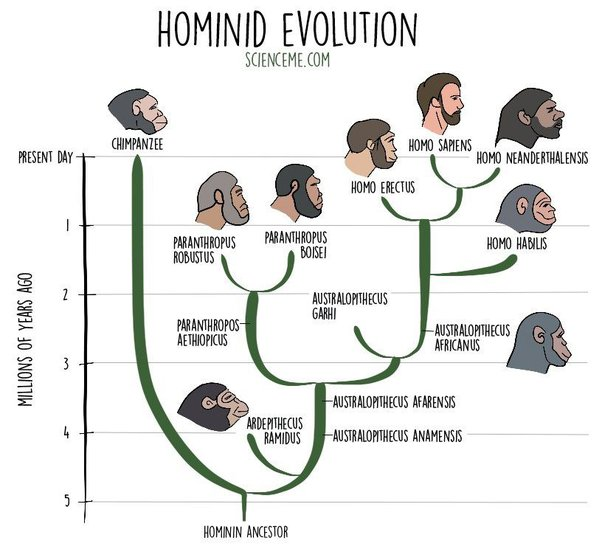 HOMINID EVOLUTION
SCIENCEME.COM
CHIMPANZEE
HOMO SAPIENS
HOMO NEANDERTHALENSIS
PRESENT DAY
HOMO ERECTUS
1
PARANTHROPUS
ROBUSTUS
PARANTHROPUS
BOISEI
HOMO HABILIS
MILLIONS OF YEARS AGO
2
AUSTRALOPITHECUS
GARHI
PARANTHROPOS
AETHIOPICUS
AUSTRALOPITHECUS
AFRICANUS
3
AUSTRALOPITHECUS AFARENSIS
ARDEPITHECUS
RAMIDUS
4
AUSTRALOPITHECUS ANAMENSIS
5
HOMININ ANCESTOR